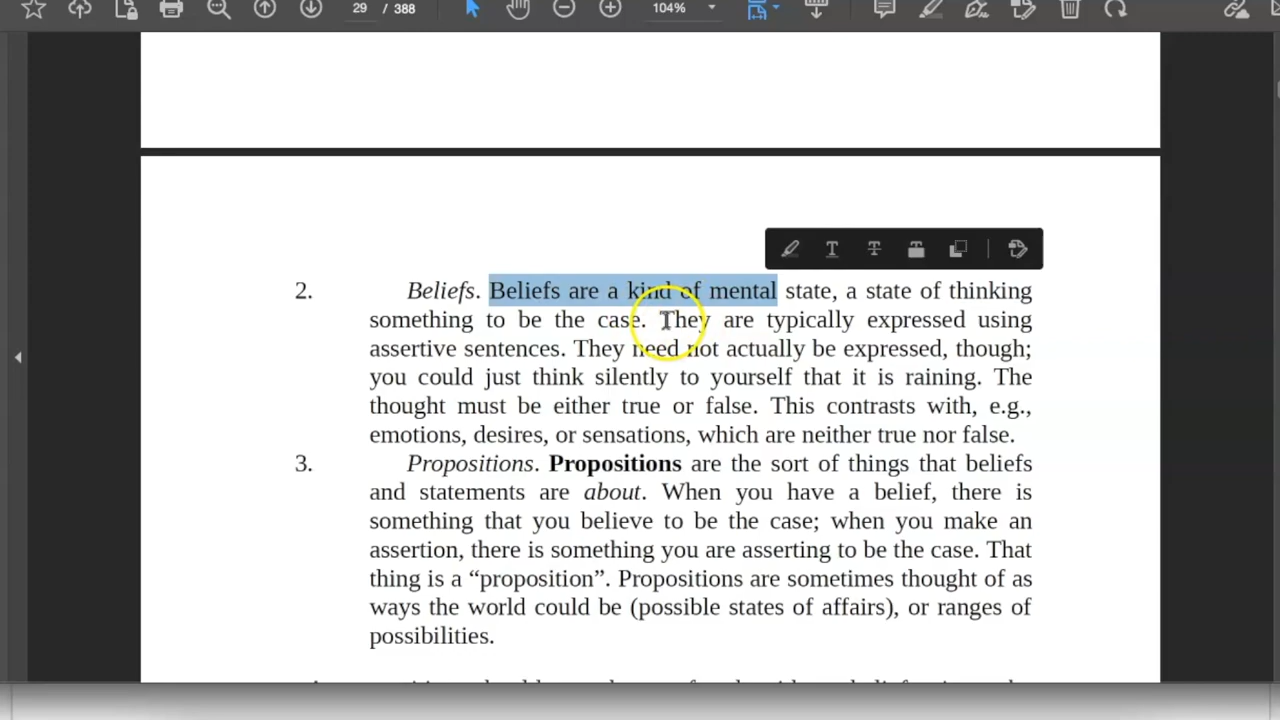 29 / 388 104%
2. Beliefs. Beliefs are a kind of mental state, a state of thinking
something to be the case. They are typically expressed using
assertive sentences. They need not actually be expressed, though;
you could just think silently to yourself that it is raining. The
thought must be either true or false. This contrasts with, e.g.,
emotions, desires, or sensations, which are neither true nor false.
3. Propositions. Propositions are the sort of things that beliefs
and statements are about. When you have a belief, there is
something that you believe to be the case; when you make an
assertion, there is something you are asserting to be the case. That
thing is a “proposition”. Propositions are sometimes thought of as
ways the world could be (possible states of affairs), or ranges of
possibilities.